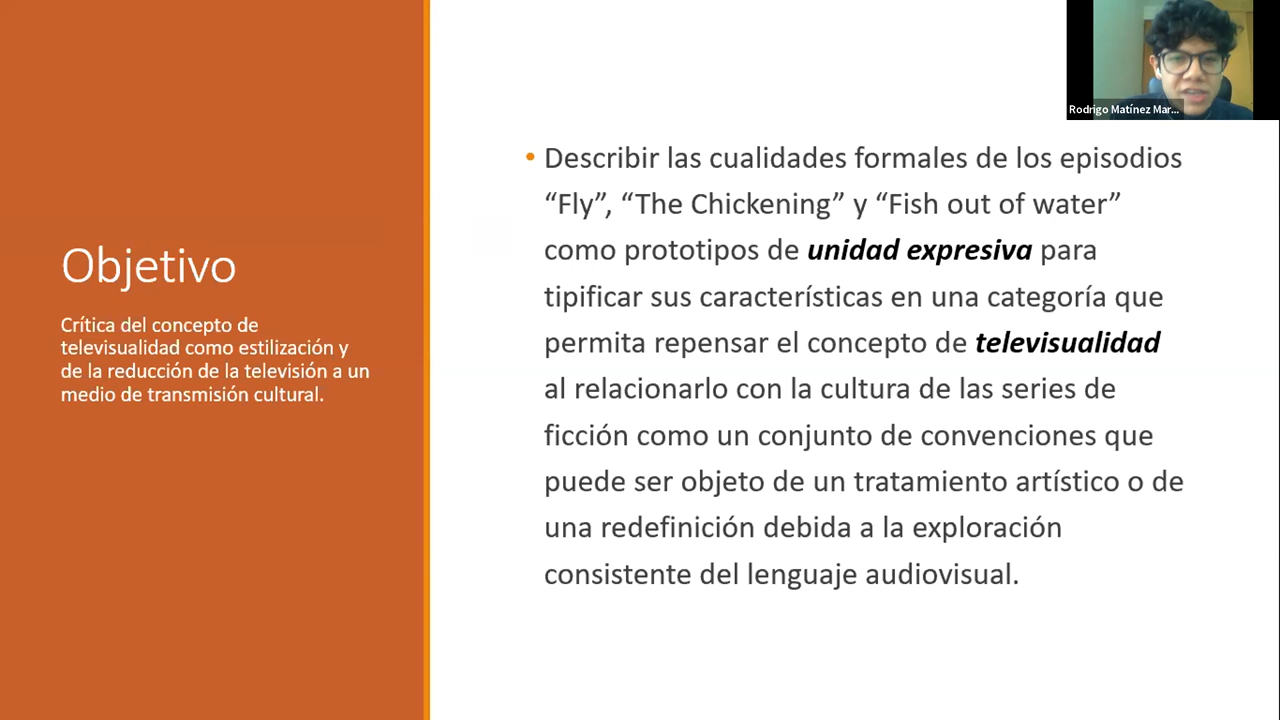 Objetivo
Crítica del concepto de
televisualidad como estilización y
de la reducción de la televisión a un
medio de transmisión cultural.
• Describir las cualidades formales de los episodios
“Fly”, “The Chickening” y “Fish out of water”
como prototipos de unidad expresiva para
tipificar sus características en una categoría que
permita repensar el concepto de televisualidad
al relacionarlo con la cultura de las series de
ficción como un conjunto de convenciones que
puede ser objeto de un tratamiento artístico o de
una redefinición debida a la exploración
consistente del lenguaje audiovisual.
Rodrigo Matínez Mar...